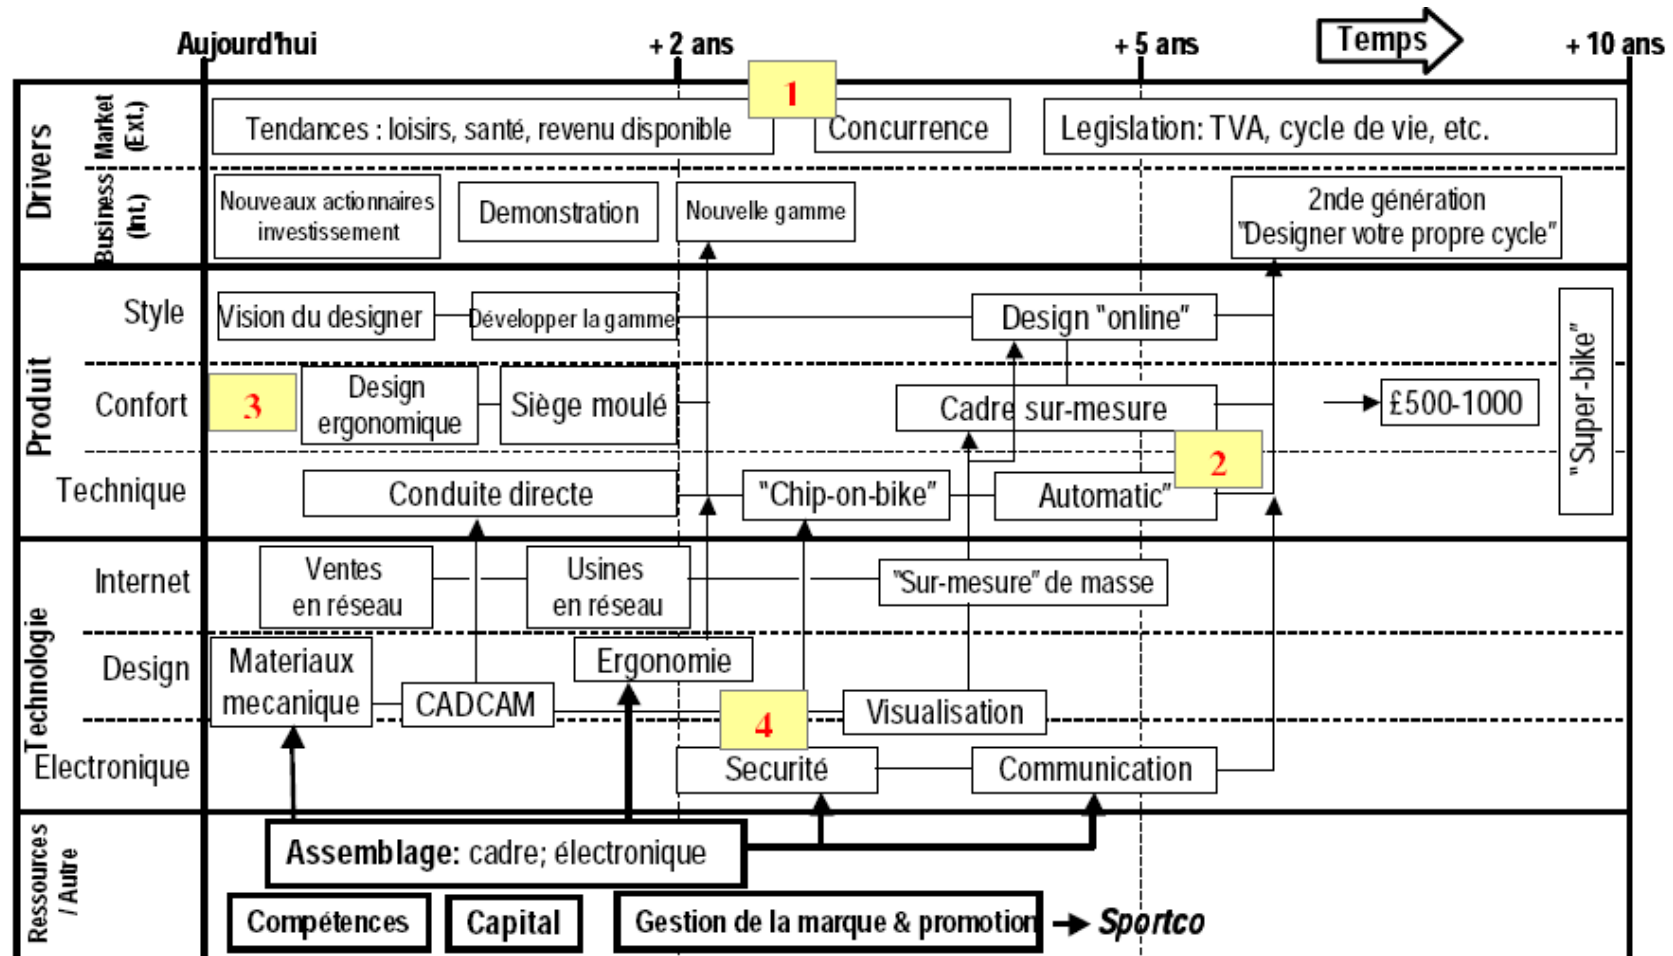 Aujourd'hui
+ 2 ans
+ 5 ans
Temps
+ 10 ans
Drivers
Market
(Ext.)
Tendances : loisirs, santé, revenu disponible
1
Concurrence
Legislation: TVA, cycle de vie, etc.
Business
(Int.)
Nouveaux actionnaires
investissement
Demonstration
Nouvelle gamme
2nde génération
"Designer votre propre cycle"
Produit
Style
Vision du designer
Développer la gamme
Design "online"
"Super -bike"
Confort
3
Design
ergonomique
Siège moulé
Cadre sur-mesure
£500-1000
Technique
Conduite directe
"Chip-on-bike"
Automatic"
2
Technologie
Internet
Ventes
en réseau
Usines
en réseau
"Sur-mesure" de masse
Design
Materiaux
mecanique
CADCAM
Ergonomie
4
Visualisation
Electronique
Securité
Communication
Ressources
/ Autre
Assemblage: cadre; électronique
Compétences
Capital
Gestion de la marque & promotion
Sportco